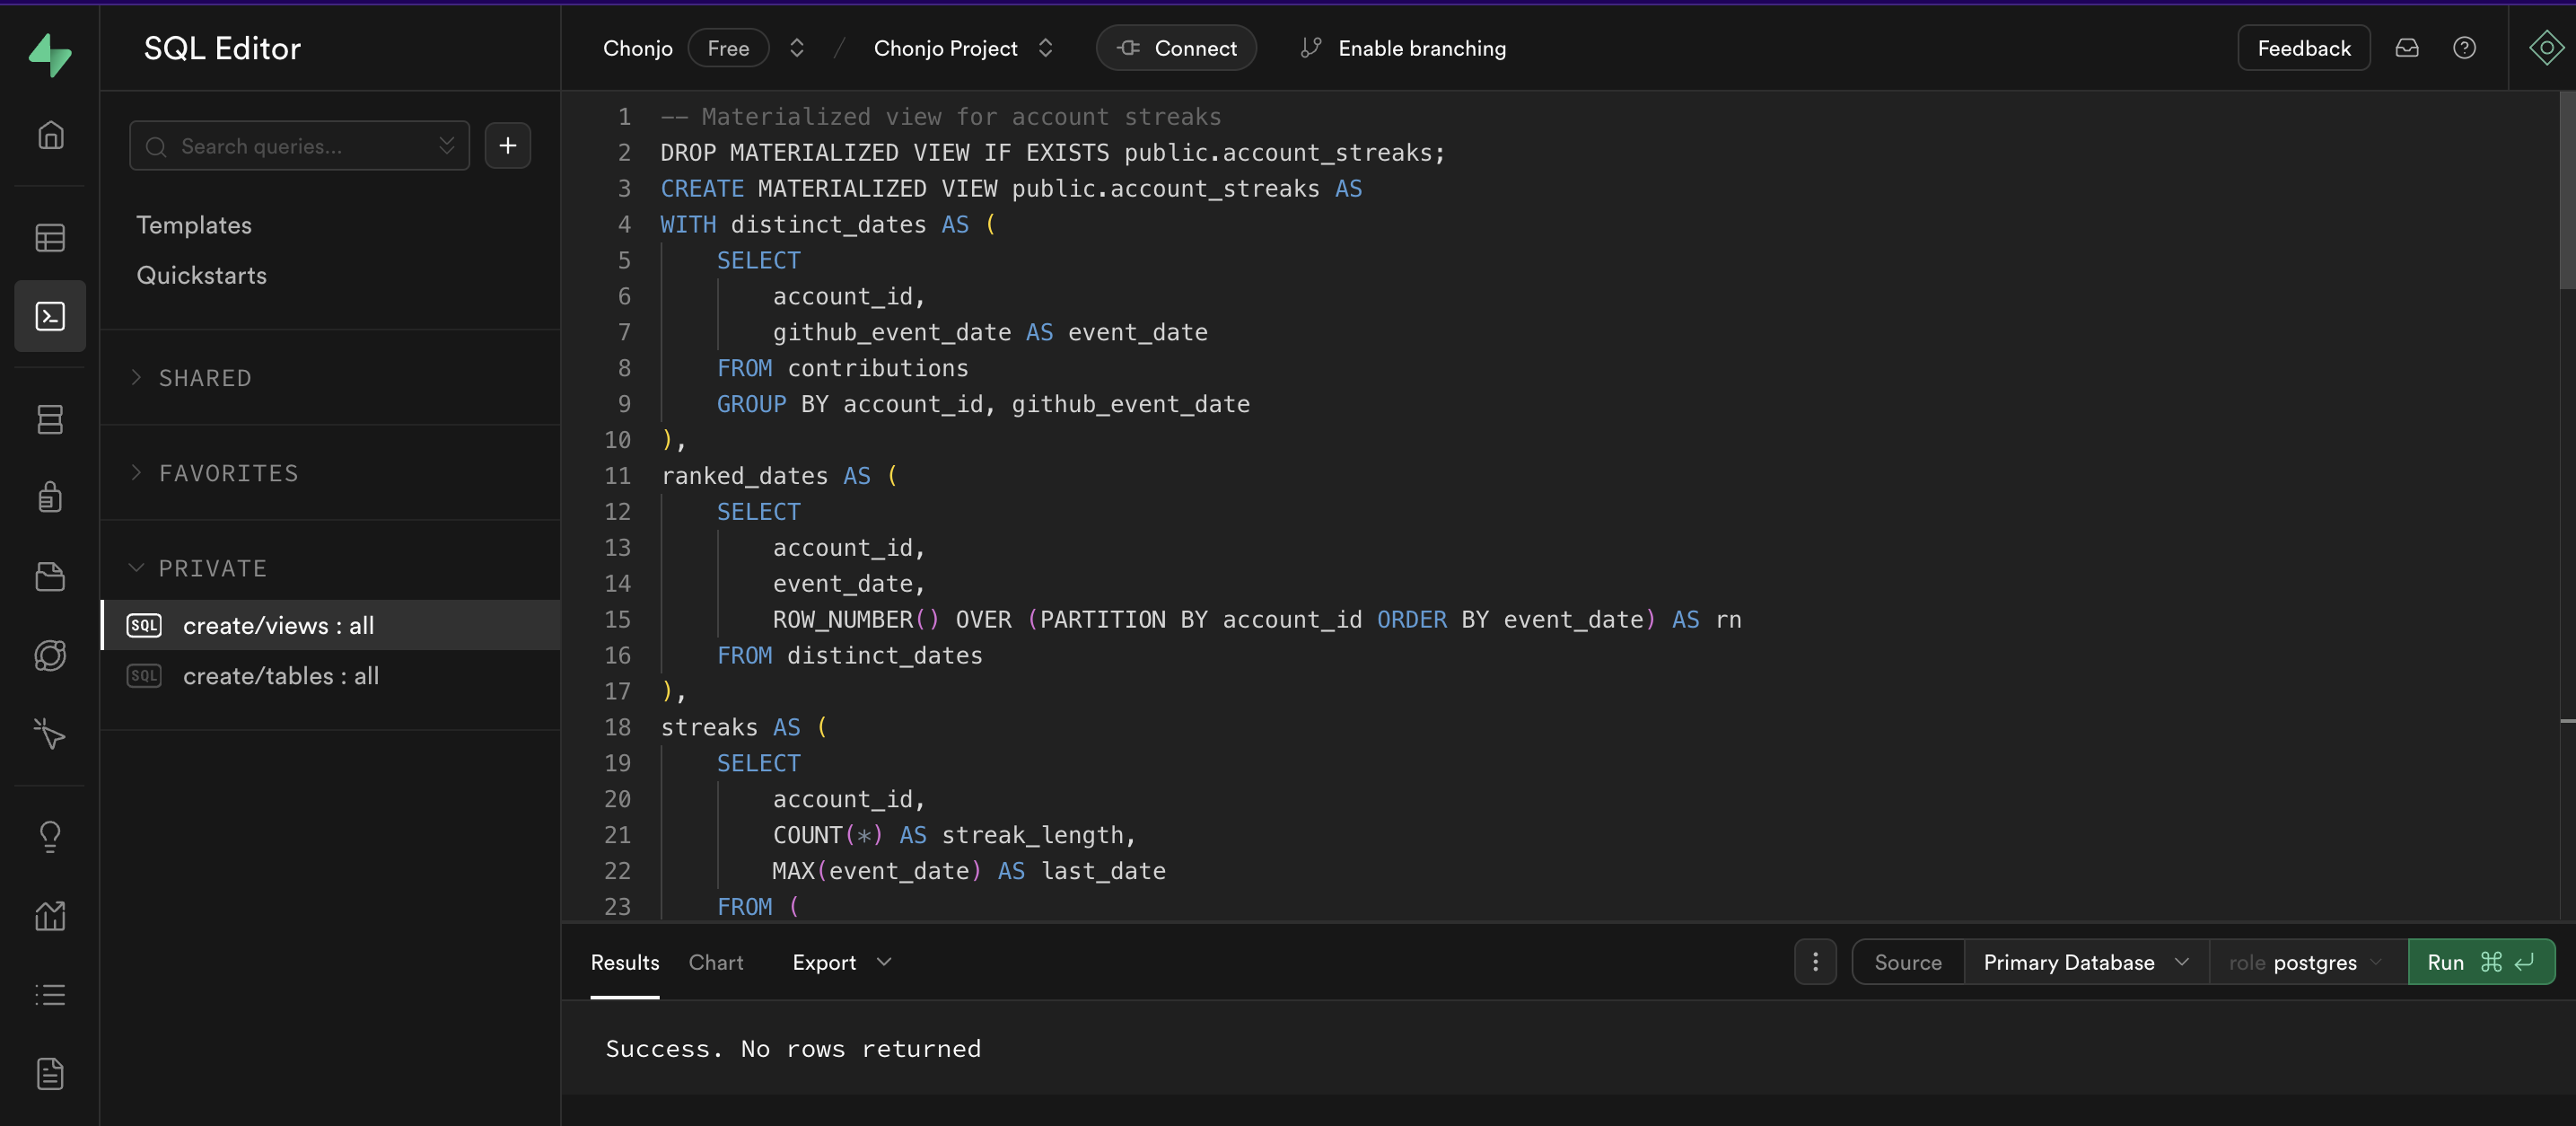 SQL Editor
Chonjo Free / Chonjo Project Connect Enable branching Feedback
Search queries...
Templates
Quickstarts
SHARED
FAVORITES
PRIVATE
SQL create/views : all
SQL create/tables : all
1 -- Materialized view for account streaks
2 DROP MATERIALIZED VIEW IF EXISTS public.account_streaks;
3 CREATE MATERIALIZED VIEW public.account_streaks AS
4 WITH distinct_dates AS (
5     SELECT
6         account_id,
7         github_event_date AS event_date
8     FROM contributions
9     GROUP BY account_id, github_event_date
10 ),
11 ranked_dates AS (
12     SELECT
13         account_id,
14         event_date,
15         ROW_NUMBER() OVER (PARTITION BY account_id ORDER BY event_date) AS rn
16     FROM distinct_dates
17 ),
18 streaks AS (
19     SELECT
20         account_id,
21         COUNT(*) AS streak_length,
22         MAX(event_date) AS last_date
23     FROM (
Results Chart Export Source Primary Database role postgres Run ⌘ ↵
Success. No rows returned